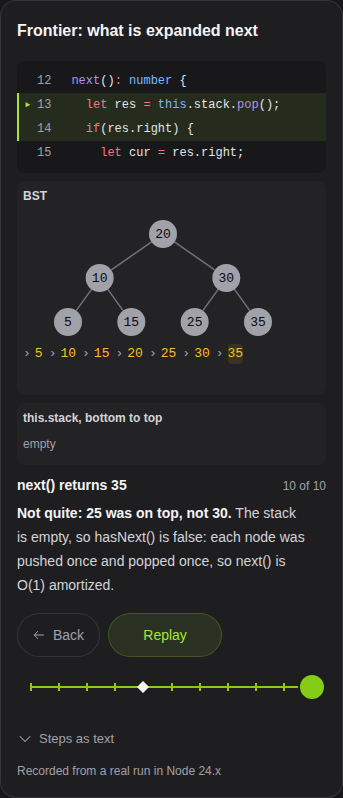 Frontier: what is expanded next
12 next(): number {
▸ 13 let res = this.stack.pop();
14 if(res.right) {
15 let cur = res.right;
BST
20
10 30
5 15 25 35
› 5 › 10 › 15 › 20 › 25 › 30 › 35
this.stack, bottom to top
empty
next() returns 35 10 of 10
Not quite: 25 was on top, not 30. The stack
is empty, so hasNext() is false: each node was
pushed once and popped once, so next() is
O(1) amortized.
← Back Replay
Steps as text
Recorded from a real run in Node 24.x